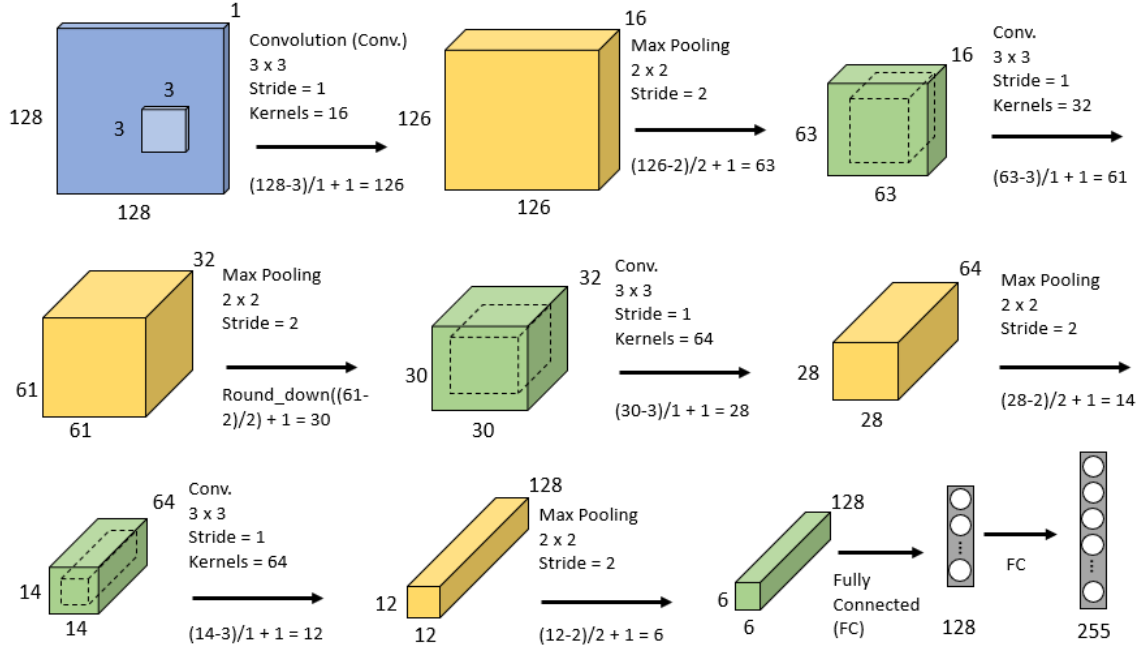 1
Convolution (Conv.)
3 x 3
Stride = 1
Kernels = 16
3
3
128
128
(128-3)/1 + 1 = 126
16
Max Pooling
2 x 2
Stride = 2
126
126
(126-2)/2 + 1 = 63
16
Conv.
3 x 3
Stride = 1
Kernels = 32
63
63
(63-3)/1 + 1 = 61
32
Max Pooling
2 x 2
Stride = 2
61
61
Round_down((61-
2)/2) + 1 = 30
32
Conv.
3 x 3
Stride = 1
Kernels = 64
30
30
(30-3)/1 + 1 = 28
64
Max Pooling
2 x 2
Stride = 2
28
28
(28-2)/2 + 1 = 14
64
Conv.
3 x 3
Stride = 1
Kernels = 64
14
14
(14-3)/1 + 1 = 12
128
Max Pooling
2 x 2
Stride = 2
12
12
(12-2)/2 + 1 = 6
128
6
6
Fully
Connected
(FC)
128
FC
255